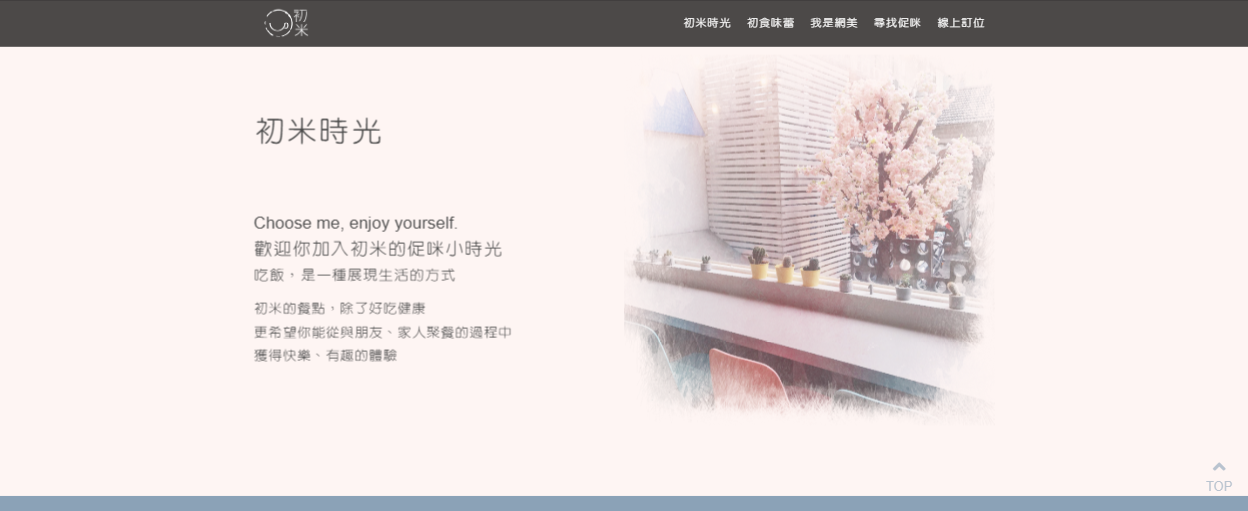 初米
初米時光 初食味蕾 我是網美 尋找促咪 線上訂位
初米時光
Choose me, enjoy yourself.
歡迎你加入初米的促咪小時光
吃飯，是一種展現生活的方式
初米的餐點，除了好吃健康
更希望你能從與朋友、家人聚餐的過程中
獲得快樂、有趣的體驗
TOP